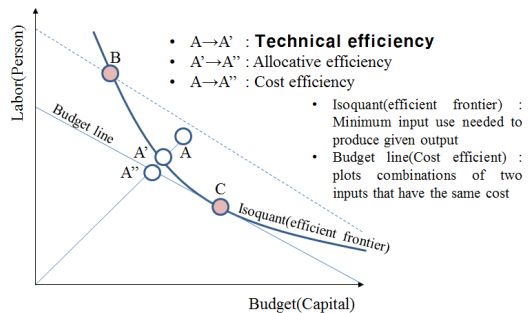 • A→A’ : Technical efficiency
• A’→A” : Allocative efficiency
• A→A” : Cost efficiency
• Isoquant(efficient frontier) :
Minimum input use needed to
produce given output
• Budget line(Cost efficient) :
plots combinations of two
inputs that have the same cost
Labor(Person)
B
Budget line
A’
A
A”
C
Isoquant(efficient frontier)
Budget(Capital)